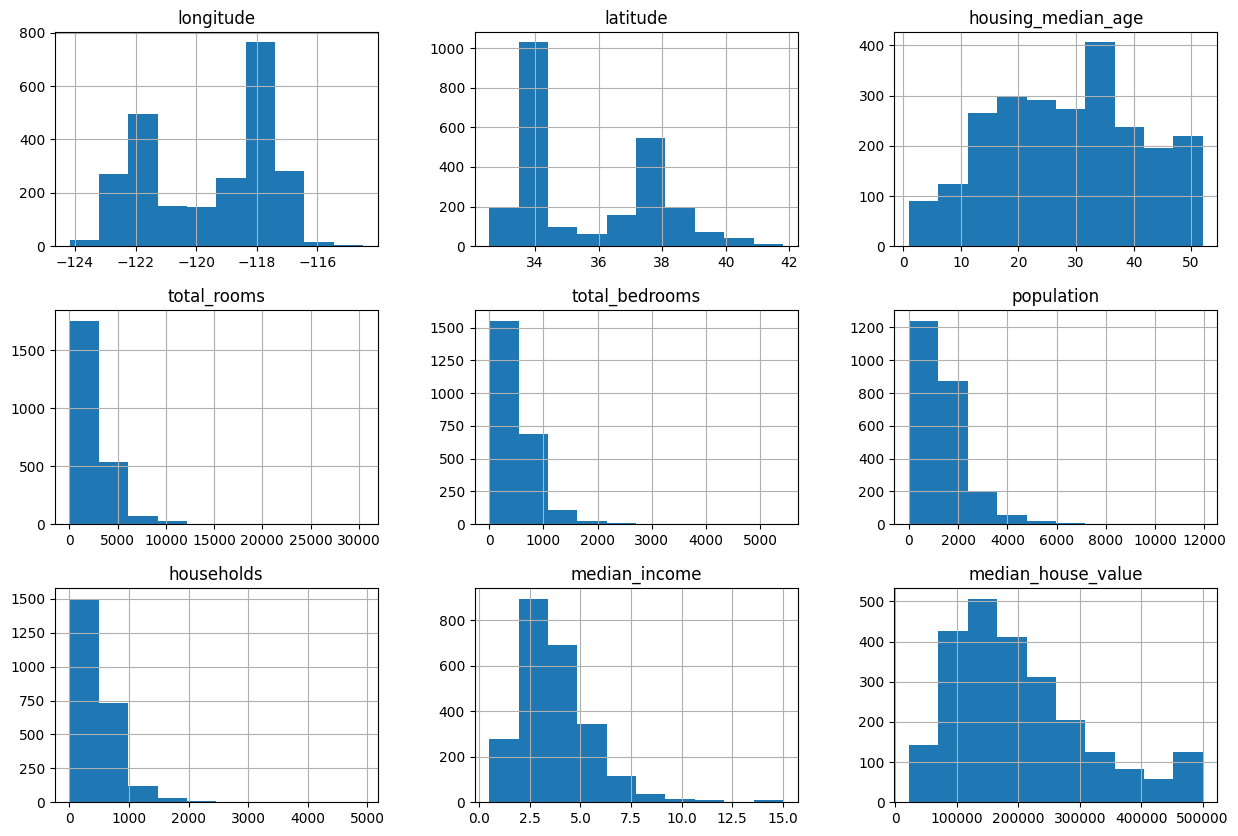 longitude
800
600
400
200
0
−124 −122 −120 −118 −116
latitude
1000
800
600
400
200
0
34 36 38 40 42
housing_median_age
400
300
200
100
0
0 10 20 30 40 50
total_rooms
1500
1000
500
0
0 5000 10000 15000 20000 25000 30000
total_bedrooms
1500
1250
1000
750
500
250
0
0 1000 2000 3000 4000 5000
population
1200
1000
800
600
400
200
0
0 2000 4000 6000 8000 10000 12000
households
1500
1250
1000
750
500
250
0
0 1000 2000 3000 4000 5000
median_income
800
600
400
200
0
0.0 2.5 5.0 7.5 10.0 12.5 15.0
median_house_value
500
400
300
200
100
0
0 100000 200000 300000 400000 500000